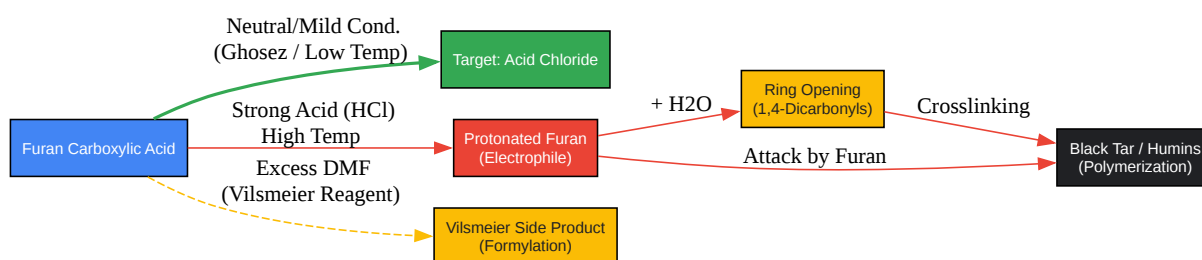 Neutral/Mild Cond.
(Ghosez / Low Temp)
Target: Acid Chloride
Furan Carboxylic Acid
Strong Acid (HCl)
High Temp
Protonated Furan
(Electrophile)
+ H2O
Ring Opening
(1,4-Dicarbonyls)
Crosslinking
Attack by Furan
Black Tar / Humins
(Polymerization)
Excess DMF
(Vilsmeier Reagent)
Vilsmeier Side Product
(Formylation)